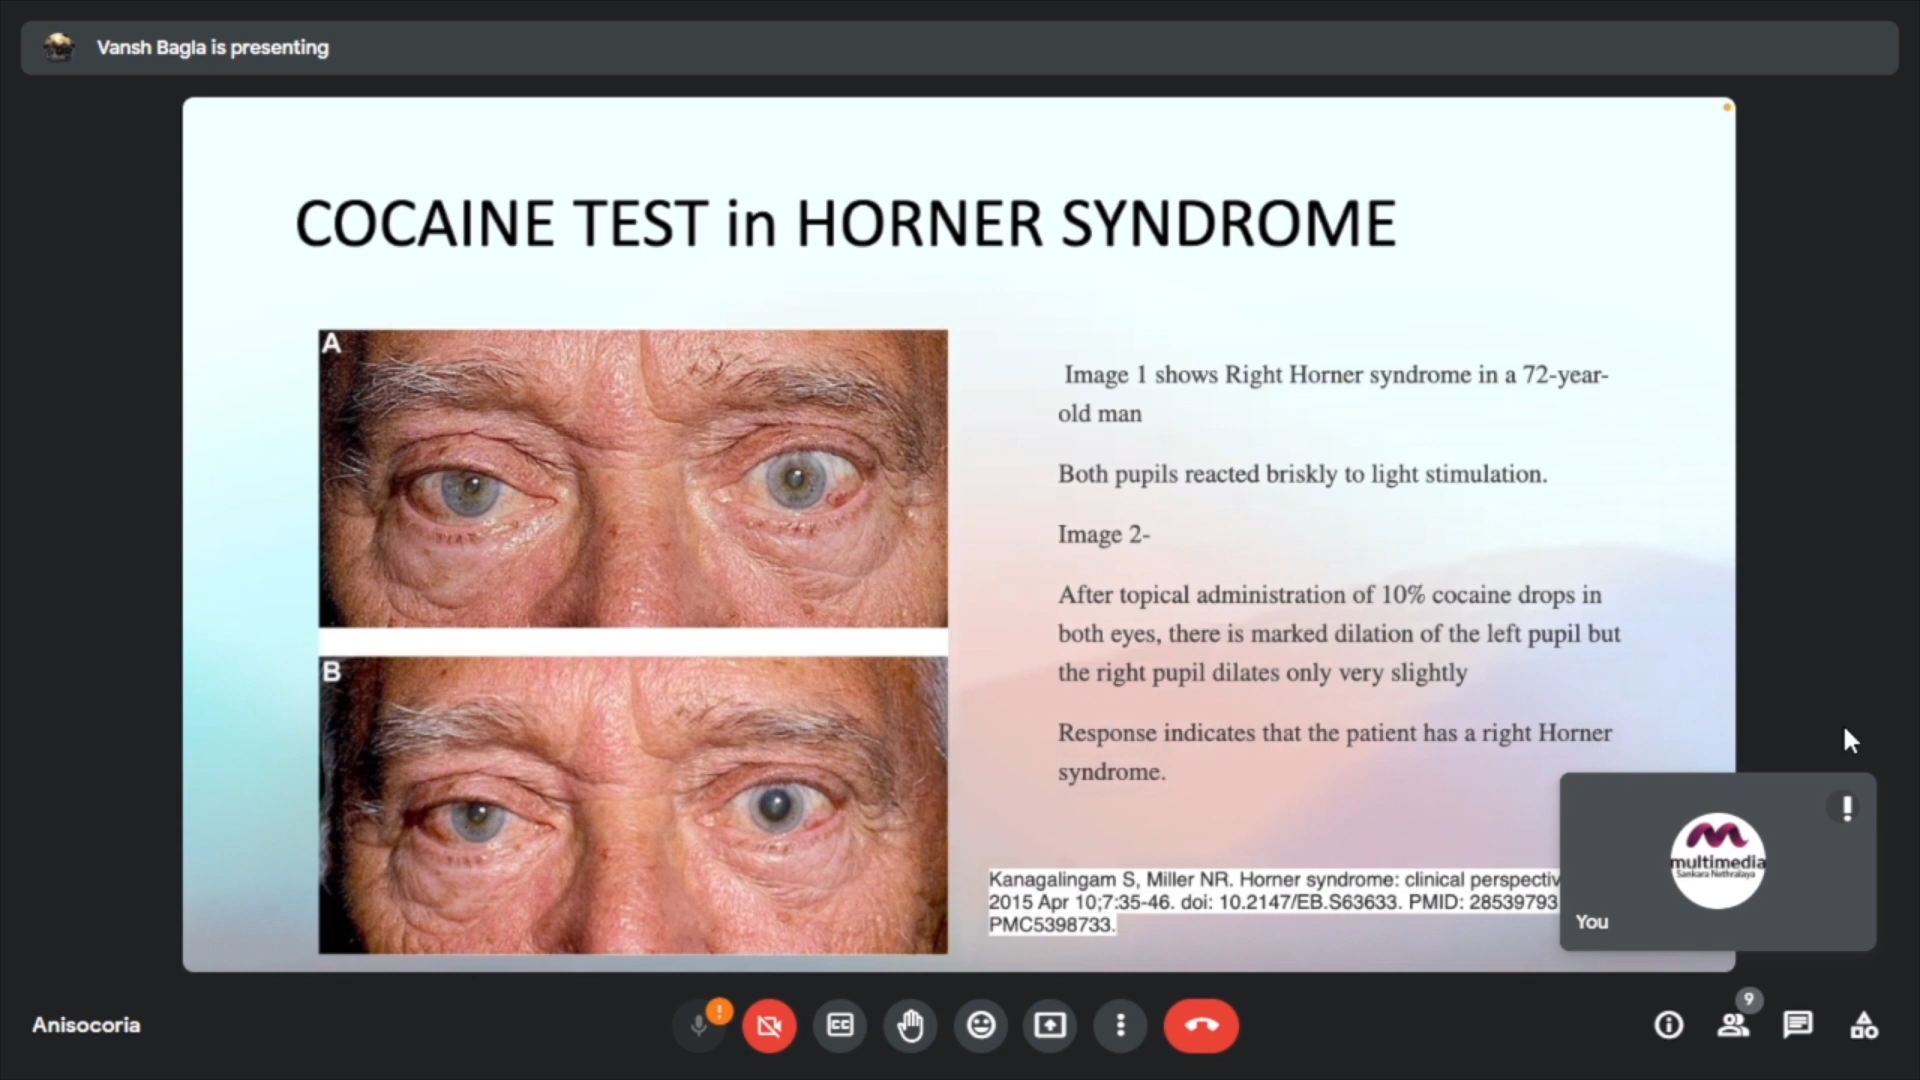 Vansh Bagla is presenting
COCAINE TEST in HORNER SYNDROME
A
B
Image 1 shows Right Horner syndrome in a 72-year-
old man
Both pupils reacted briskly to light stimulation.
Image 2-
After topical administration of 10% cocaine drops in
both eyes, there is marked dilation of the left pupil but
the right pupil dilates only very slightly
Response indicates that the patient has a right Horner
syndrome.
Kanagalingam S, Miller NR. Horner syndrome: clinical perspectiv
2015 Apr 10;7:35-46. doi: 10.2147/EB.S63633. PMID: 28539793
PMC5398733.
multimedia
Sankara Nethralaya
You
Anisocoria
CC
9